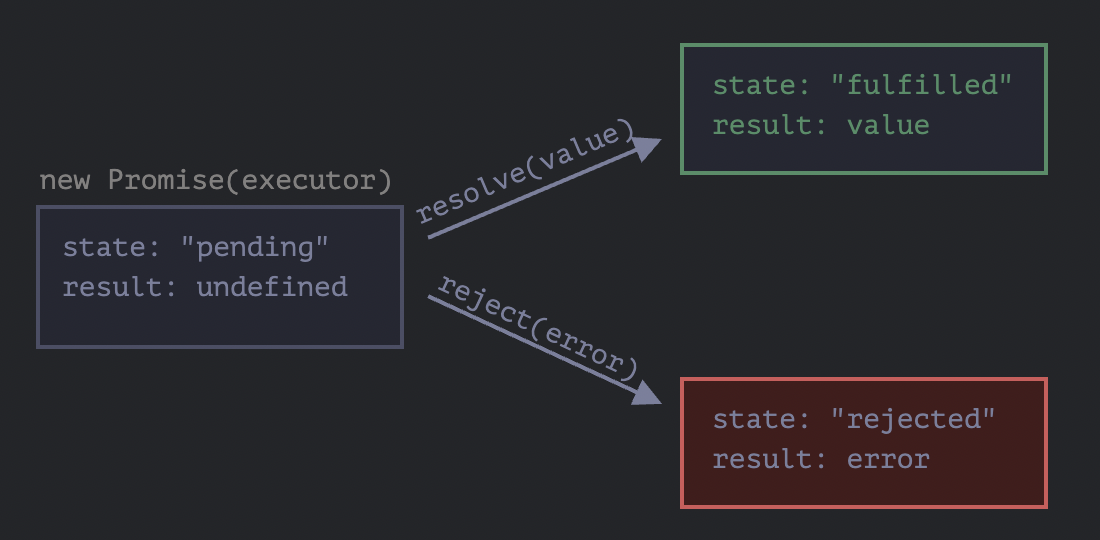 new Promise(executor)
state: "pending"
result: undefined
resolve(value)
reject(error)
state: "fulfilled"
result: value
state: "rejected"
result: error